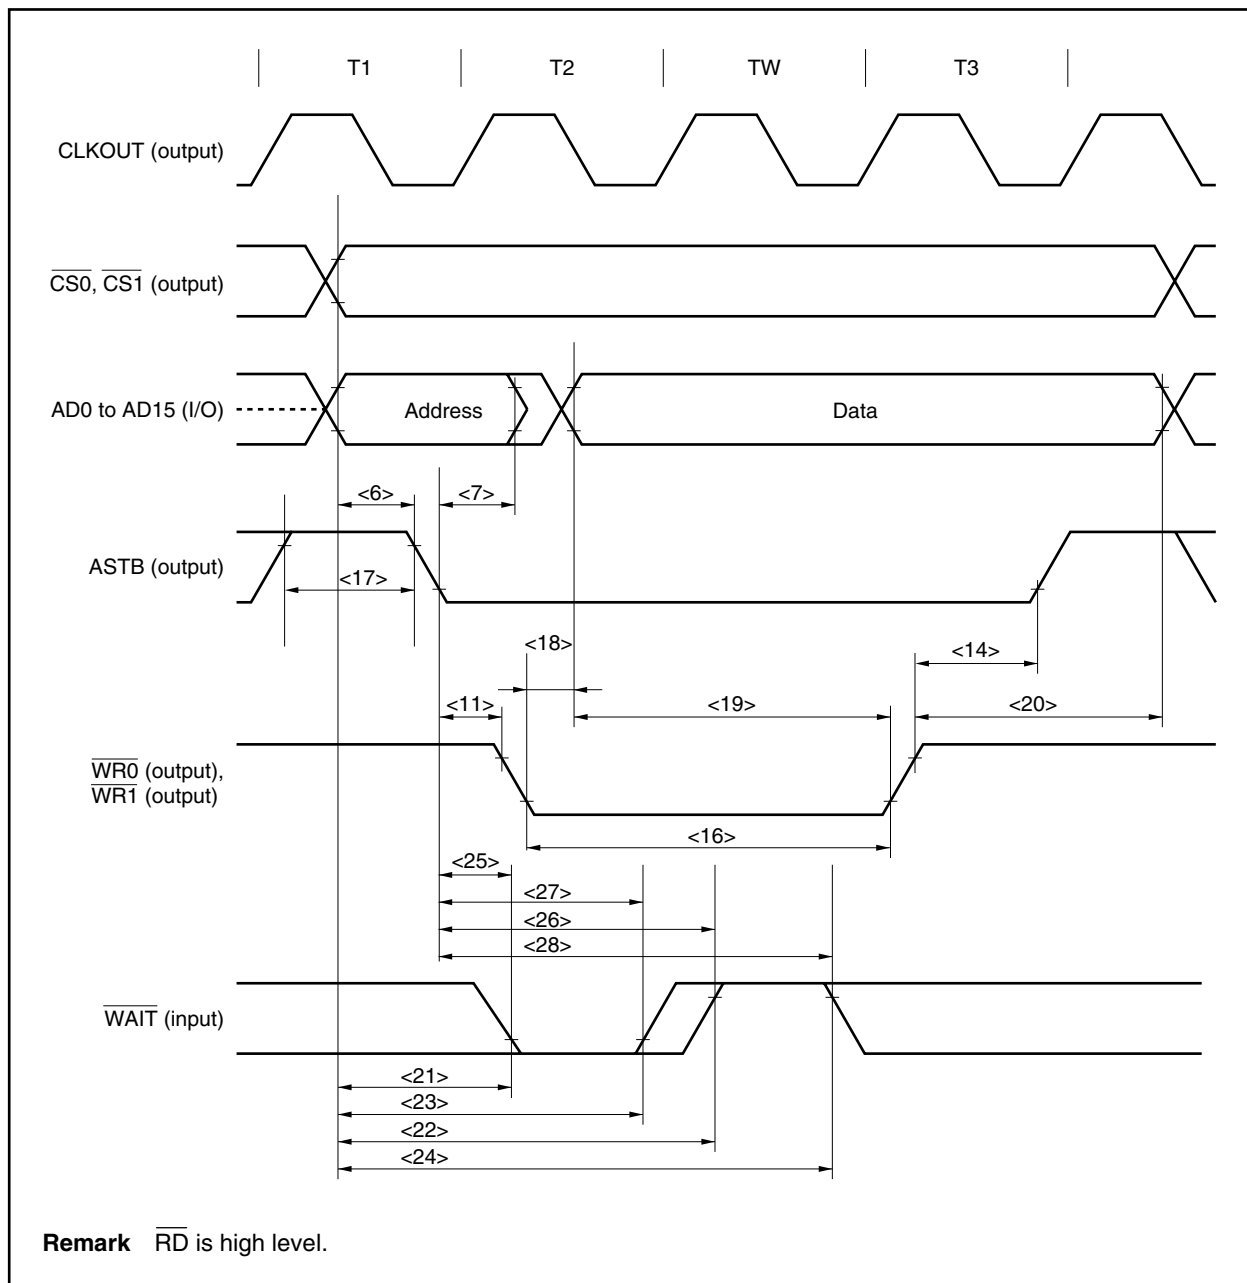 T1 T2 TW T3
CLKOUT (output)
CS0, CS1 (output)
AD0 to AD15 (I/O)
Address
Data
<6> <7>
ASTB (output)
<17>
<18>
<14>
<11>
<19>
<20>
WR0 (output),
WR1 (output)
<16>
<25>
<27>
<26>
<28>
WAIT (input)
<21>
<23>
<22>
<24>
Remark RD is high level.